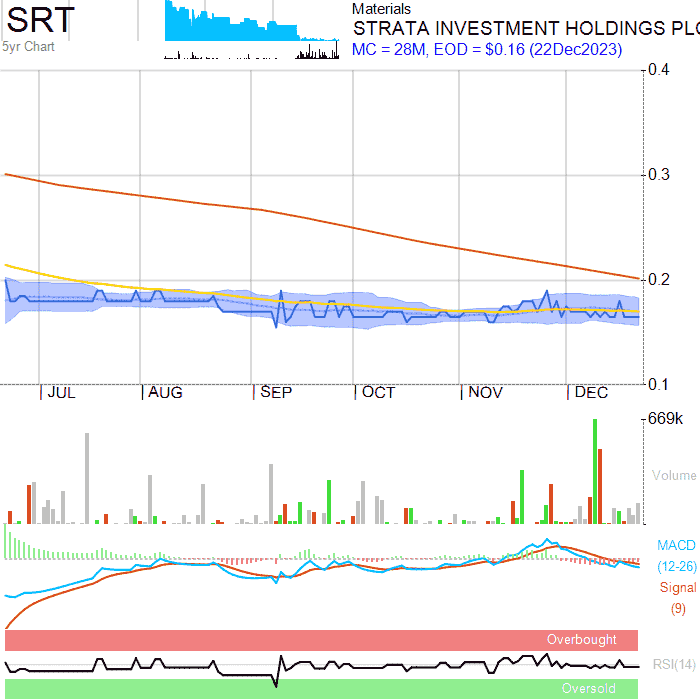 SRT
5yr Chart
Materials
STRATA INVESTMENT HOLDINGS PLC
MC = 28M, EOD = $0.16 (22Dec2023)
0.4
0.3
0.2
0.1
JUL AUG SEP OCT NOV DEC
669k
Volume
MACD
(12-26)
Signal
(9)
Overbought
RSI(14)
Oversold